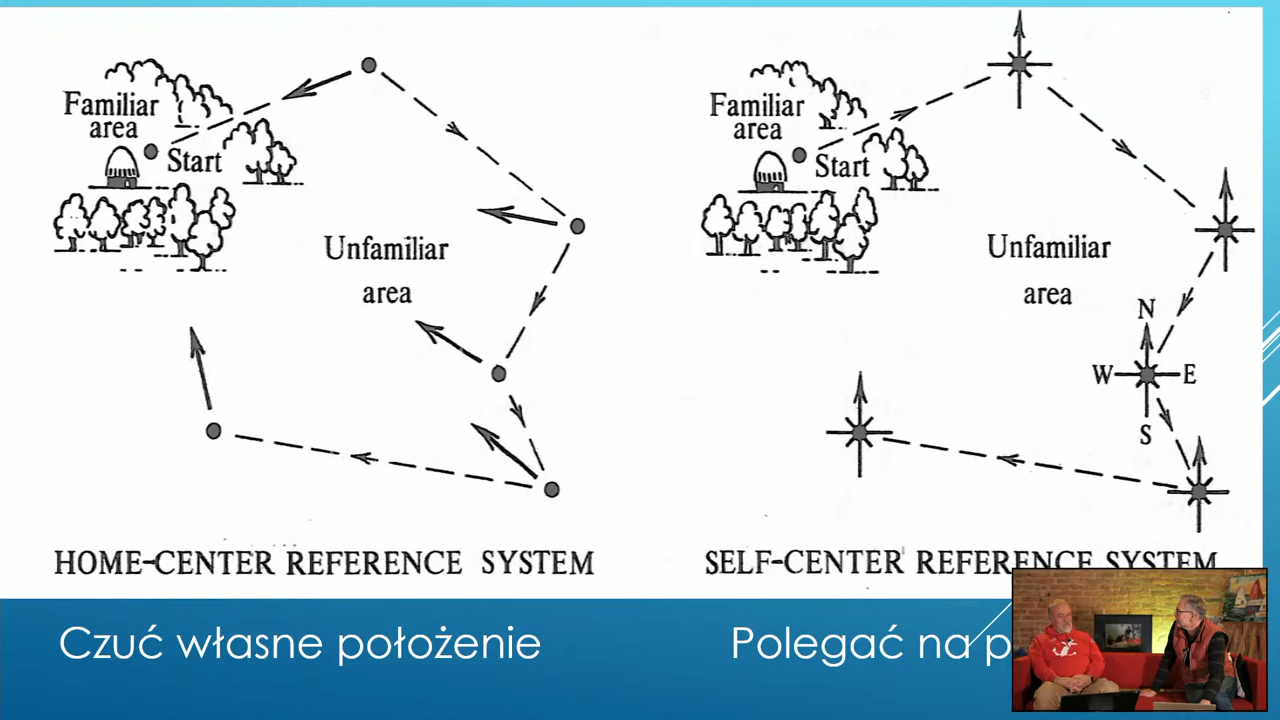 Familiar
area
Start
Unfamiliar
area
HOME-CENTER REFERENCE SYSTEM
Czuć własne położenie
Familiar
area
Start
Unfamiliar
area
N
W E
S
SELF-CENTER REFERENCE SYSTEM
Polegać na